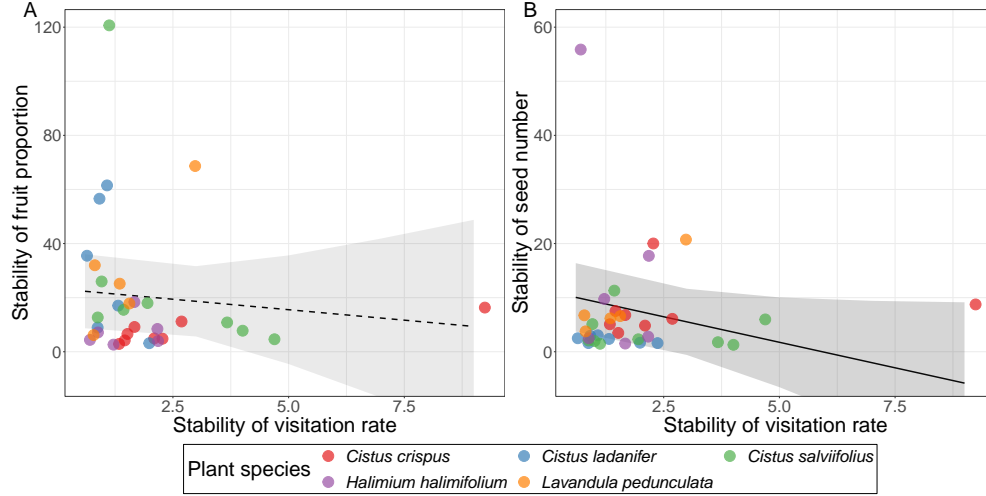 A
B
Stability of fruit proportion
120
80
40
0
2.5
5.0
7.5
Stability of visitation rate
Stability of seed number
60
40
20
0
2.5
5.0
7.5
Stability of visitation rate
Plant species
Cistus crispus
Cistus ladanifer
Cistus salviifolius
Halimium halimifolium
Lavandula pedunculata